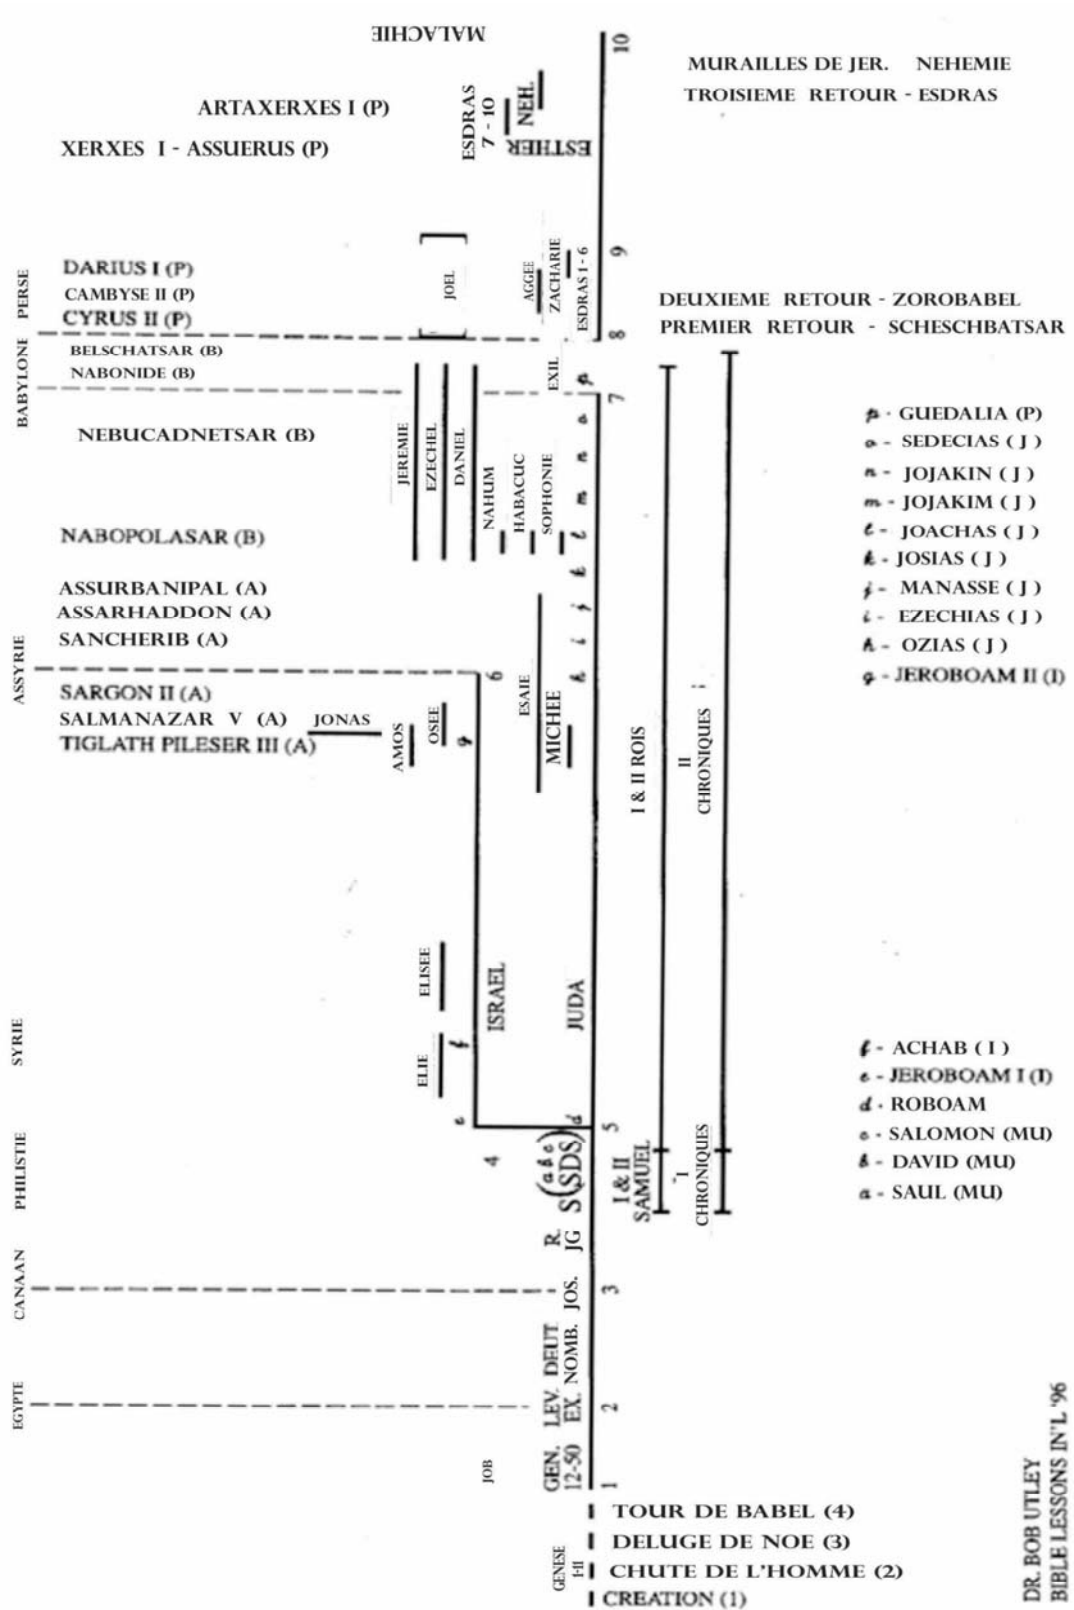 MALACHIE
10
MURAILLES DE JER. NEHEMIE
TROISIEME RETOUR - ESDRAS
ARTAXERXES I (P)
XERXES I - ASSUERUS (P)
ESDRAS
7 - 10
NEH.
ESTHER
PERSE
DARIUS I (P)
CAMBYSE II (P)
CYRUS II (P)
JOEL
AGGEE
ZACHARIE
ESDRAS 1 - 6
9
DEUXIEME RETOUR - ZOROBABEL
PREMIER RETOUR - SCHESCHBATSAR
8
BABYLONE
BELSCHATSAR (B)
NABONIDE (B)
EXIL
p
7
NEBUCADNETSAR (B)
NABOPOLASAR (B)
JEREMIE
EZECHEL
DANIEL
NAHUM
HABACUC
SOPHONIE
o
n
m
l
k
j
i
h
p - GUEDALIA (P)
o - SEDECIAS ( J )
n - JOJAKIN ( J )
m - JOJAKIM ( J )
l - JOACHAS ( J )
k - JOSIAS ( J )
j - MANASSE ( J )
i - EZECHIAS ( J )
h - OZIAS ( J )
g - JEROBOAM II (I)
ASSURBANIPAL (A)
ASSARHADDON (A)
SANCHERIB (A)
ASSYRIE
6
SARGON II (A)
SALMANAZAR V (A)
TIGLATH PILESER III (A)
JONAS
AMOS
OSEE
g
ESAIE
MICHEE
I & II ROIS
II
CHRONIQUES
SYRIE
ELISEE
ELIE
f
ISRAEL
JUDA
e
d
5
f - ACHAB ( I )
e - JEROBOAM I (I)
d - ROBOAM
c - SALOMON (MU)
b - DAVID (MU)
a - SAUL (MU)
PHILISTIE
4
(a b c)
S(SDS)
I & II
SAMUEL
I
CHRONIQUES
R.
JG
CANAAN
JOS.
3
LEV. DEUT.
EX. NOMB.
EGYPTE
2
JOB
GEN.
12-50
1
GENESE
I-II
TOUR DE BABEL (4)
DELUGE DE NOE (3)
CHUTE DE L'HOMME (2)
CREATION (1)
DR. BOB UTLEY
BIBLE LESSONS IN'L '96